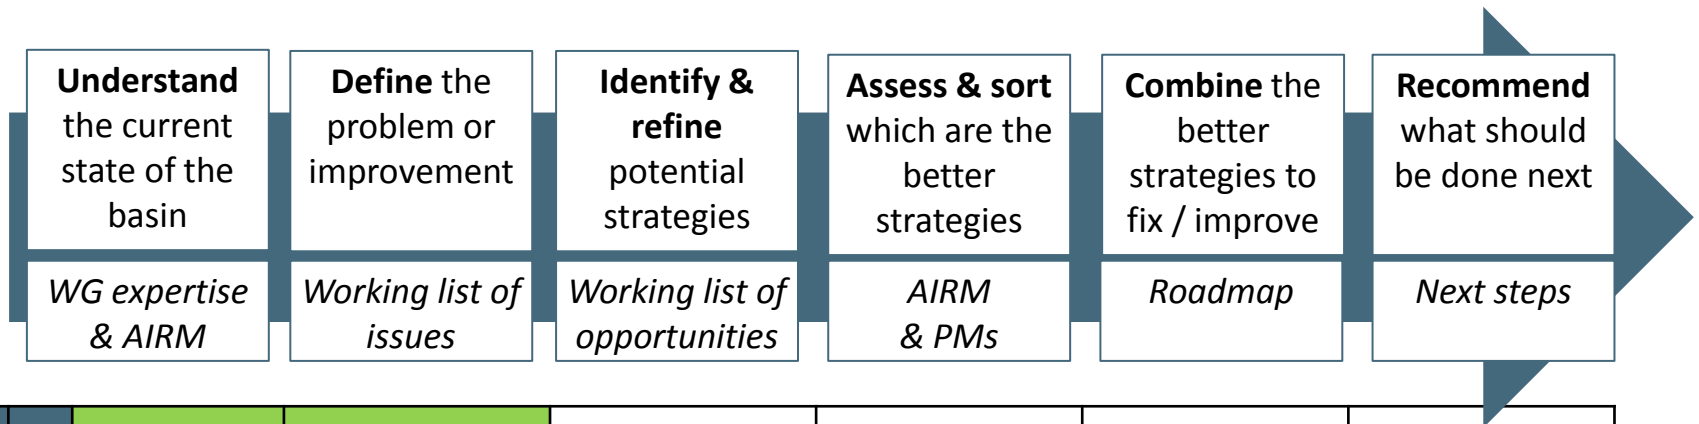 Understand
the current
state of the
basin
WG expertise
& AIRM
Define the
problem or
improvement
Working list of
issues
Identify &
refine
potential
strategies
Working list of
opportunities
Assess & sort
which are the
better
strategies
AIRM
& PMs
Combine the
better
strategies to
fix / improve
Roadmap
Recommend
what should
be done next
Next steps